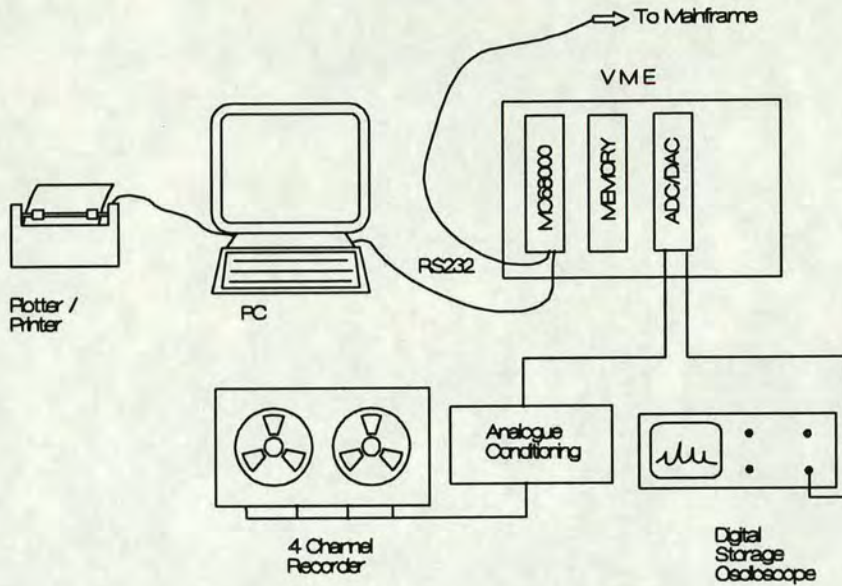 To Mainframe
VME
MC68000
MEMORY
ADC/DAC
RS232
Plotter /
Printer
PC
Analogue
Conditioning
4 Channel
Recorder
Digital
Storage
Oscilloscope